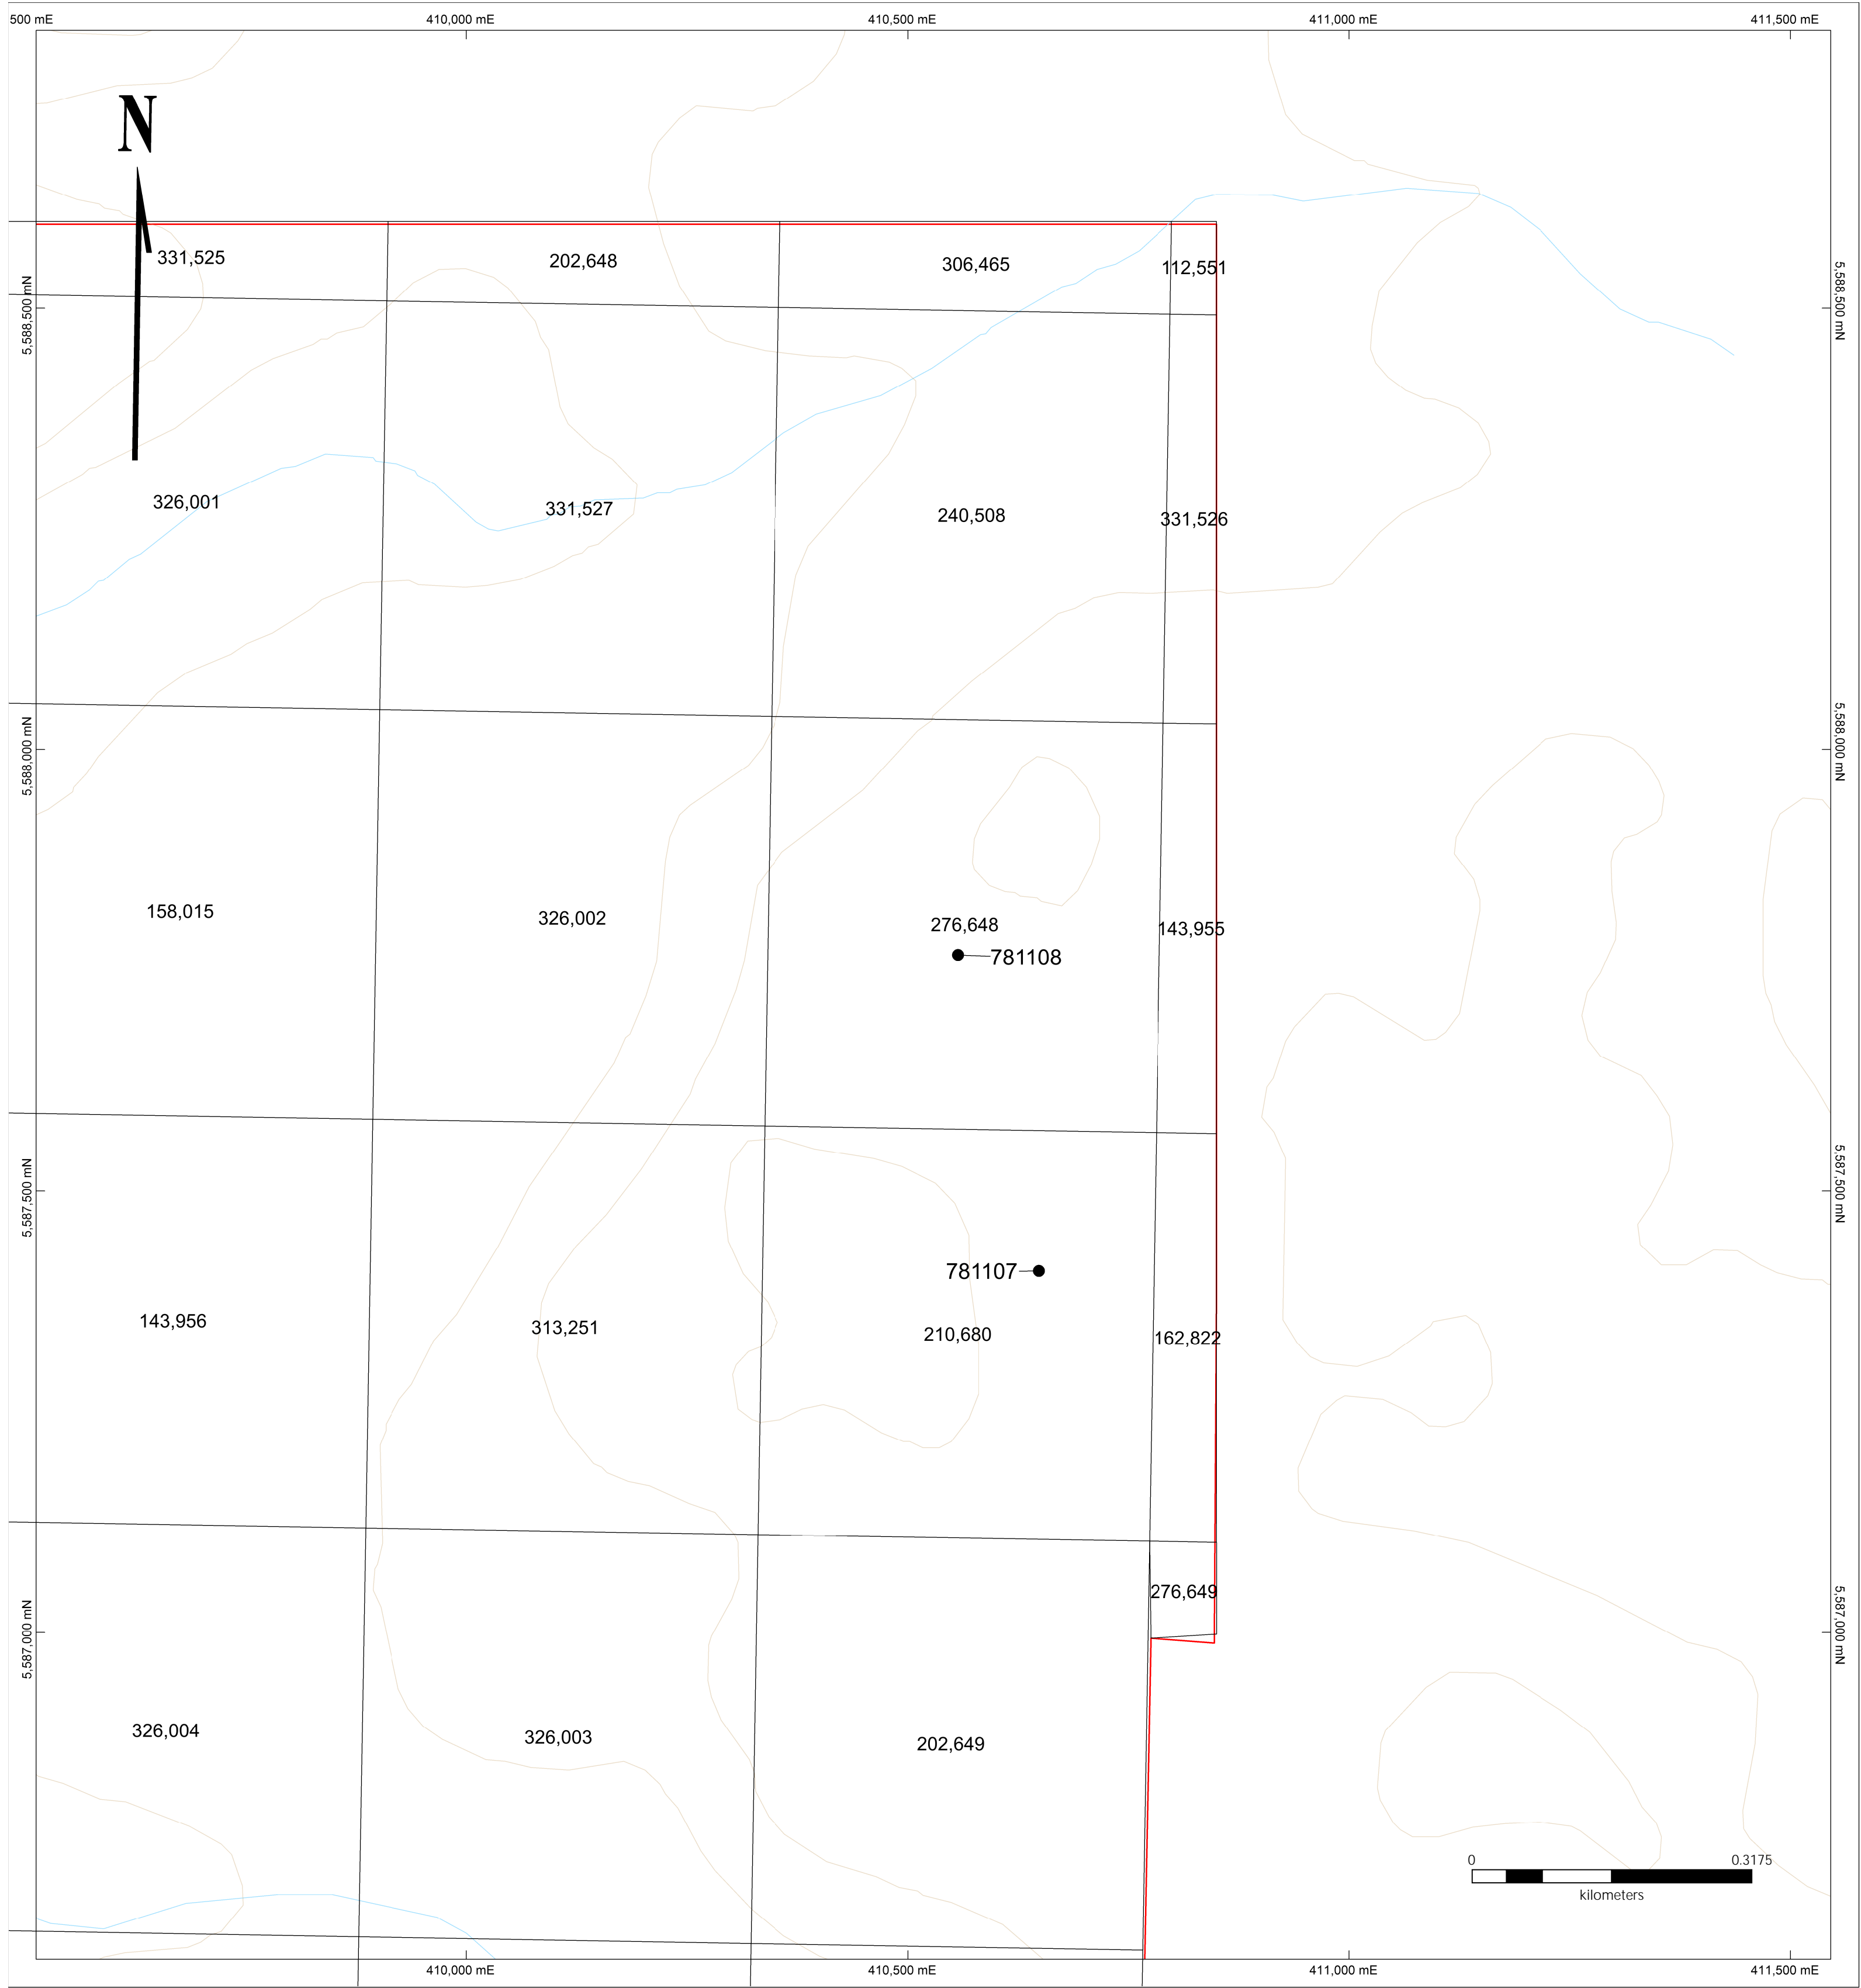 500 mE 410,000 mE 410,500 mE 411,000 mE 411,500 mE
N
331,525 202,648 306,465 112,551
5,588,500 mN 5,588,500 mN
326,001 331,527 240,508 331,526
5,588,000 mN 5,588,000 mN
158,015 326,002 276,648 143,955
781108
5,587,500 mN 5,587,500 mN
781107
143,956 313,251 210,680 162,822
276,649
5,587,000 mN 5,587,000 mN
326,004 326,003 202,649
0 0.3175
kilometers
410,000 mE 410,500 mE 411,000 mE 411,500 mE